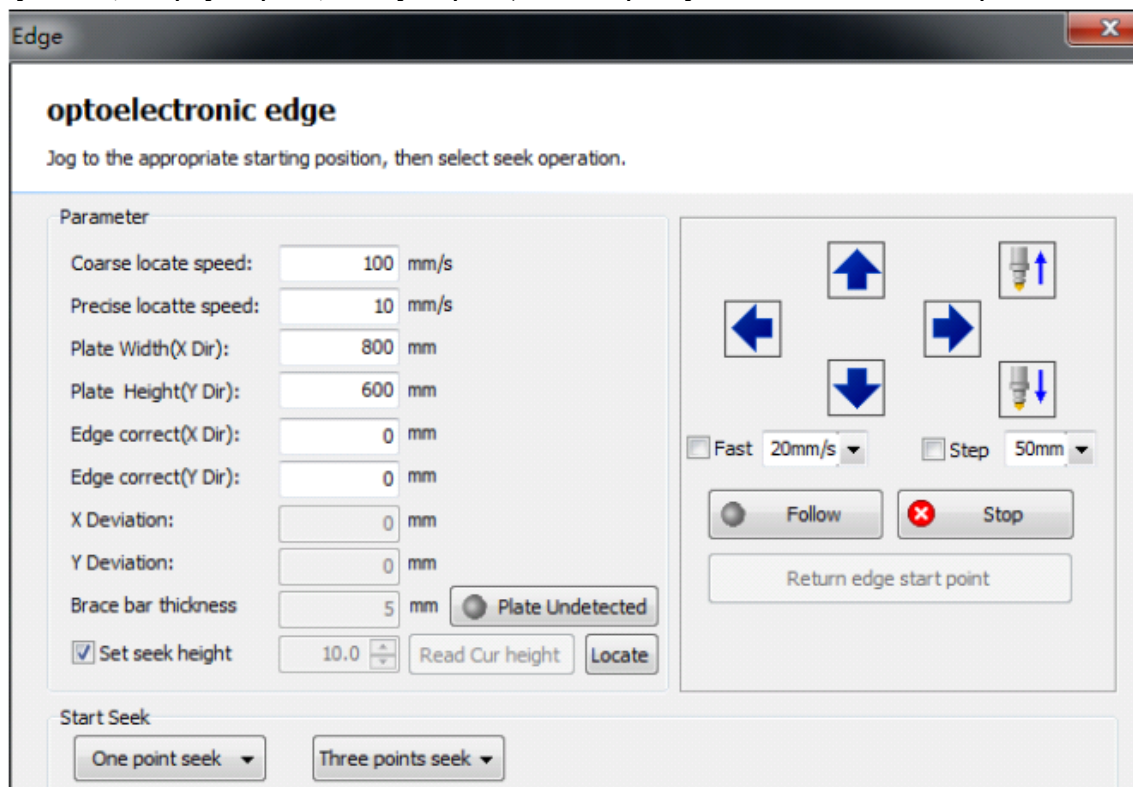 Edge
optoelectronic edge
Jog to the appropriate starting position, then select seek operation.
Parameter
Coarse locate speed: 100 mm/s
Precise locatte speed: 10 mm/s
Plate Width(X Dir): 800 mm
Plate Height(Y Dir): 600 mm
Edge correct(X Dir): 0 mm
Edge correct(Y Dir): 0 mm
X Deviation: 0 mm
Y Deviation: 0 mm
Brace bar thickness 5 mm Plate Undetected
Set seek height 10.0 Read Cur height Locate
Fast 20mm/s Step 50mm
Follow Stop
Return edge start point
Start Seek
One point seek Three points seek